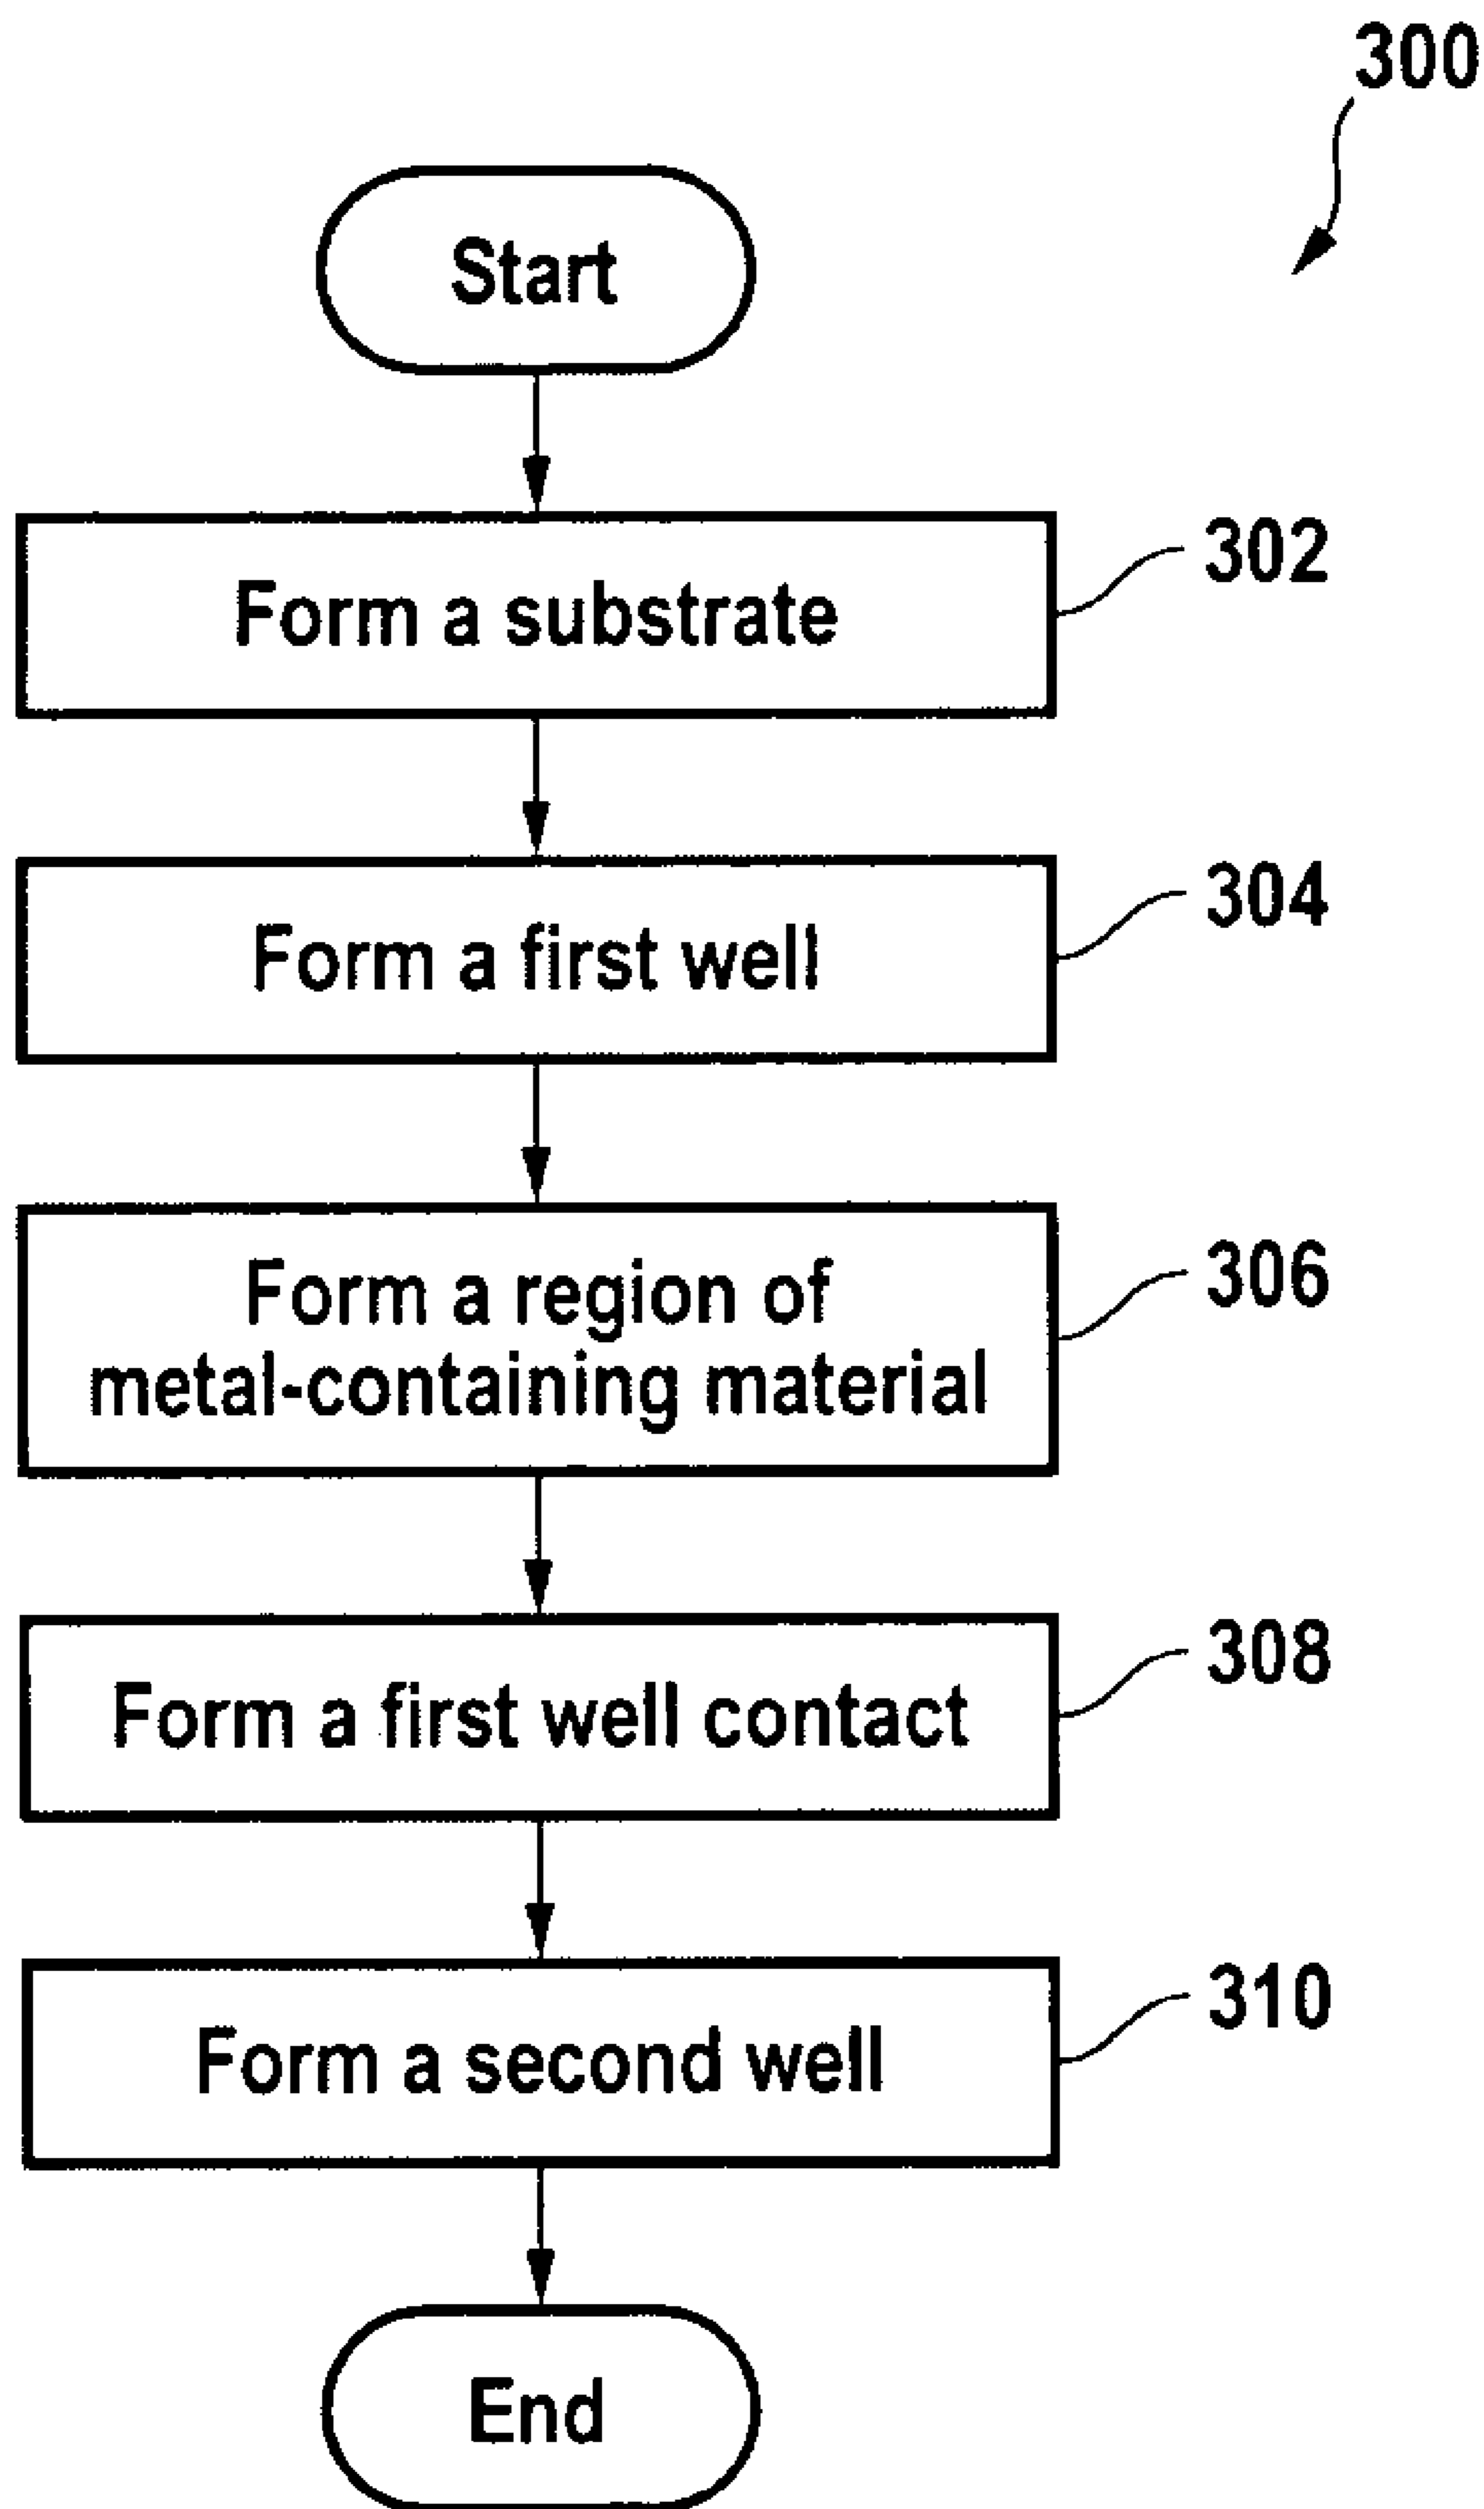 300
Start
Form a substrate
302
Form a first well
304
Form a region of
metal-containing material
306
Form a first well contact
308
Form a second well
310
End